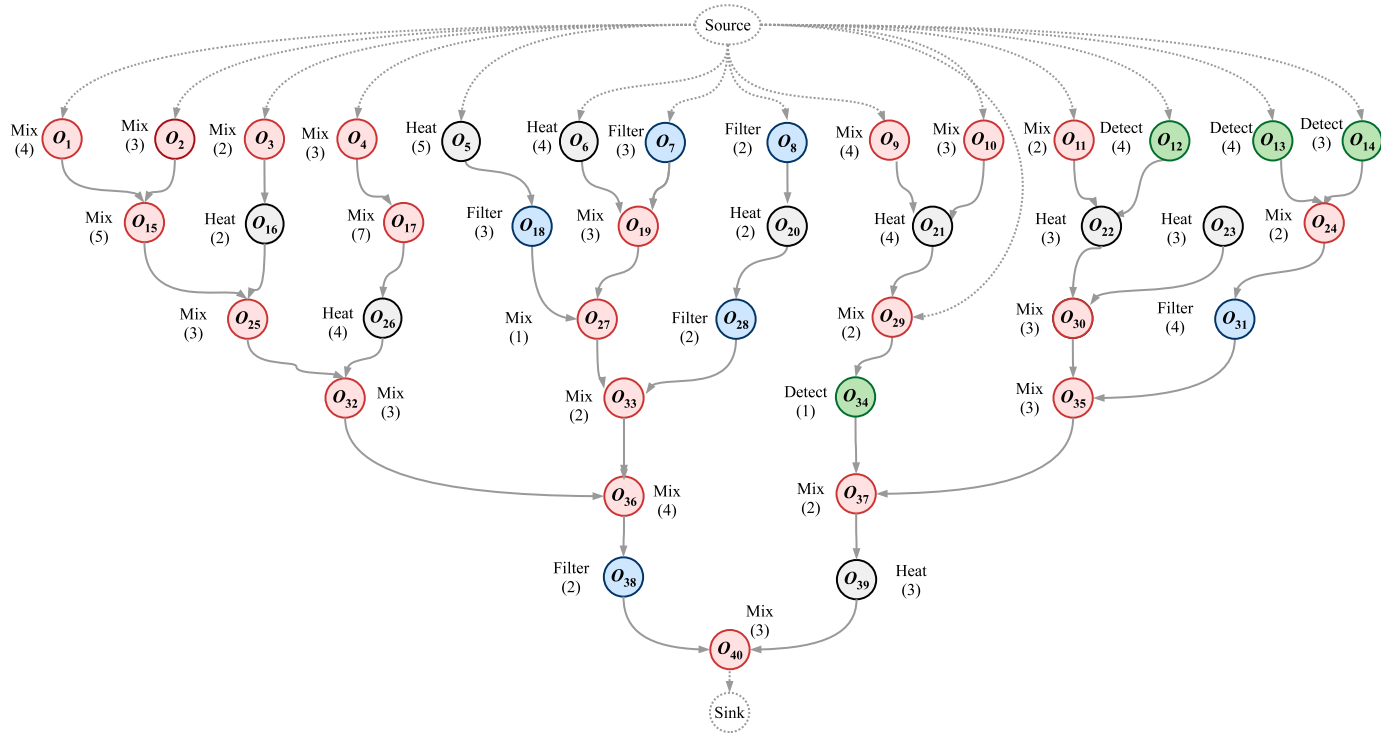 Source
Mix
(4)
O1
Mix
(3)
O2
Mix
(2)
O3
Mix
(3)
O4
Heat
(5)
O5
Heat
(4)
O6
Filter
(3)
O7
Filter
(2)
O8
Mix
(4)
O9
Mix
(3)
O10
Mix
(2)
O11
Detect
(4)
O12
Detect
(4)
O13
Detect
(3)
O14
Mix
(5)
O15
Heat
(2)
O16
Mix
(7)
O17
Filter
(3)
O18
Mix
(3)
O19
Heat
(2)
O20
Heat
(4)
O21
Heat
(3)
O22
Heat
(3)
O23
Mix
(2)
O24
Mix
(3)
O25
Heat
(4)
O26
Mix
(1)
O27
Filter
(2)
O28
Mix
(2)
O29
Mix
(3)
O30
Filter
(4)
O31
O32
Mix
(3)
Mix
(2)
O33
Detect
(1)
O34
Mix
(3)
O35
O36
Mix
(4)
Mix
(2)
O37
Filter
(2)
O38
O39
Heat
(3)
Mix
(3)
O40
Sink